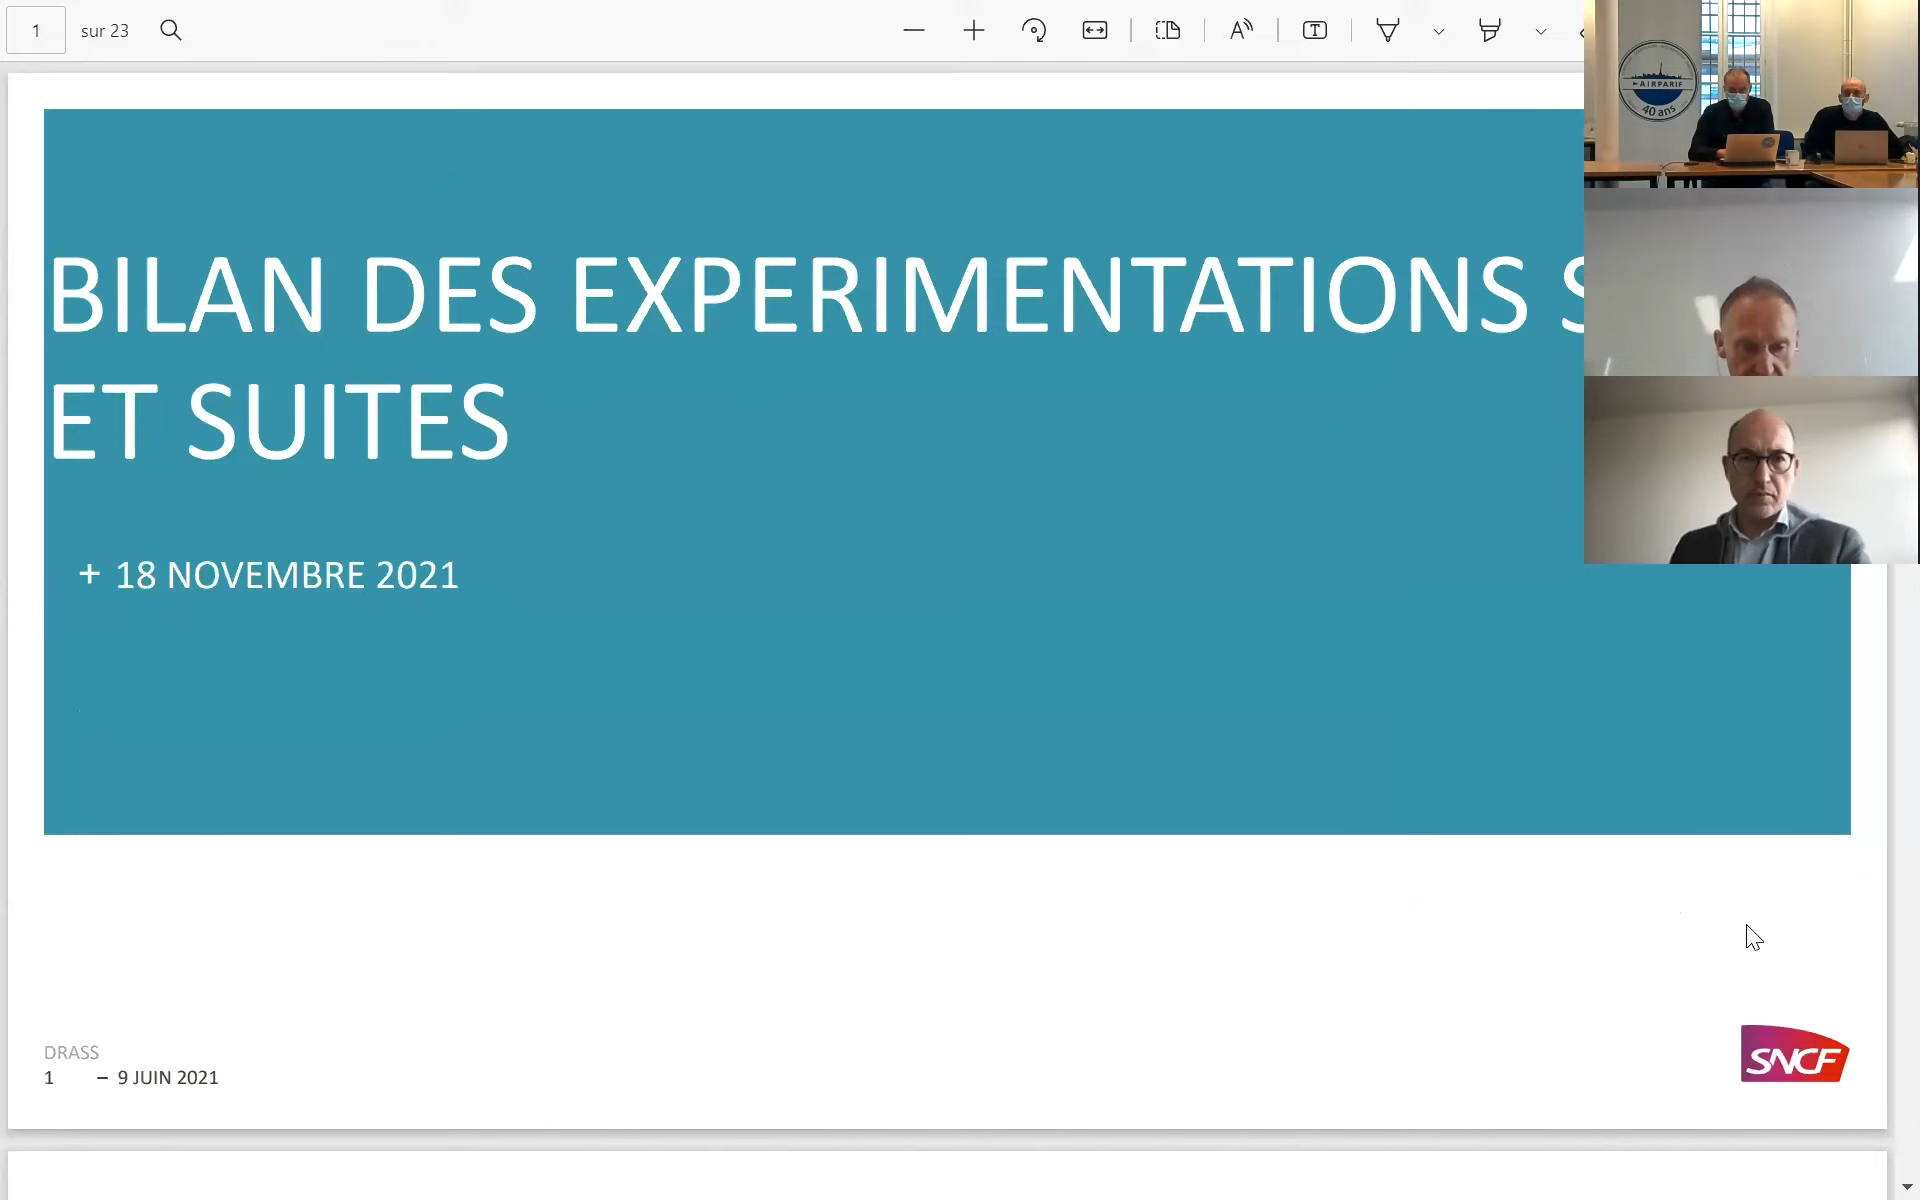 1 sur 23
AIRPARIF
40 ans
BILAN DES EXPERIMENTATIONS S
ET SUITES
+ 18 NOVEMBRE 2021
DRASS
1 – 9 JUIN 2021
SNCF